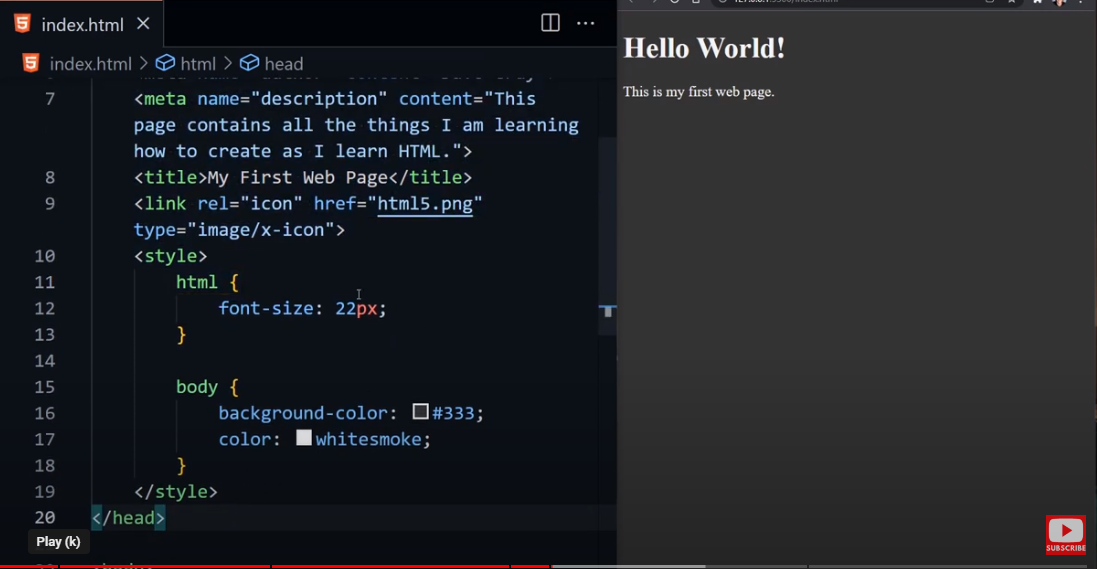 index.html
index.html > html > head
7 <meta name="description" content="This
page contains all the things I am learning
how to create as I learn HTML.">
8 <title>My First Web Page</title>
9 <link rel="icon" href="html5.png"
type="image/x-icon">
10 <style>
11 html {
12 font-size: 22px;
13 }
14
15 body {
16 background-color: #333;
17 color: whitesmoke;
18 }
19 </style>
20 </head>
Play (k)
Hello World!
This is my first web page.
SUBSCRIBE